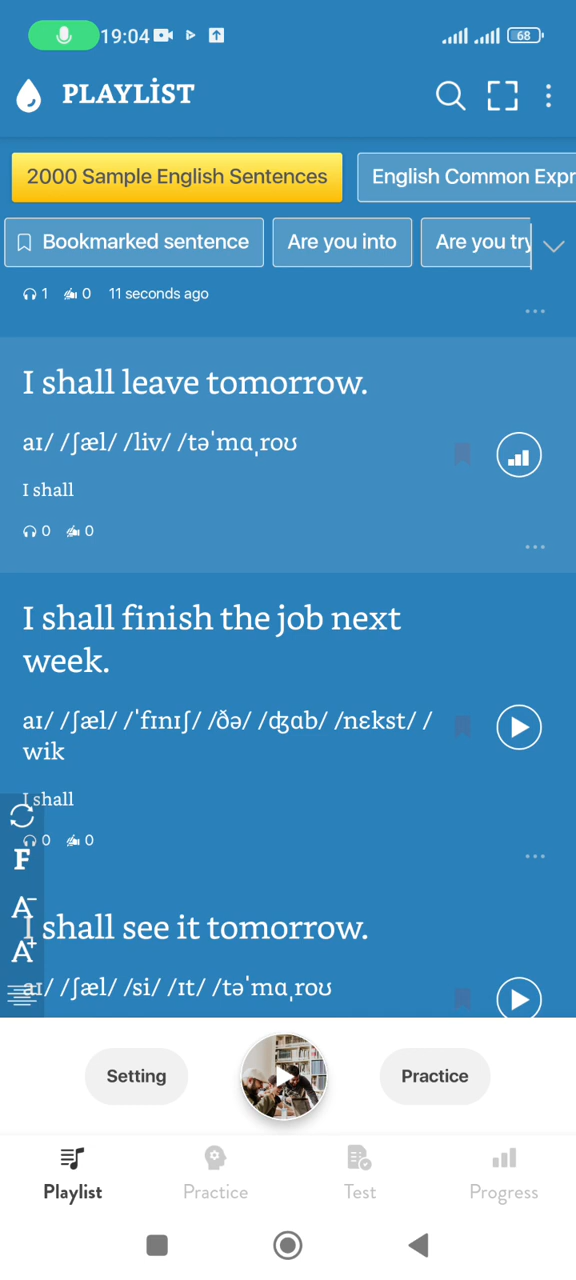 19:04
68
PLAYLİST
2000 Sample English Sentences
English Common Expr
Bookmarked sentence
Are you into
Are you try
1
0
11 seconds ago
I shall leave tomorrow.
aɪ/ /ʃæl/ /liv/ /təˈmɑˌroʊ
I shall
0
0
I shall finish the job next
week.
aɪ/ /ʃæl/ /ˈfɪnɪʃ/ /ðə/ /ʤɑb/ /nɛkst/ /
wik
I shall
0
0
F
A-
A+
I shall see it tomorrow.
aɪ/ /ʃæl/ /si/ /ɪt/ /təˈmɑˌroʊ
Setting
Practice
Playlist
Practice
Test
Progress